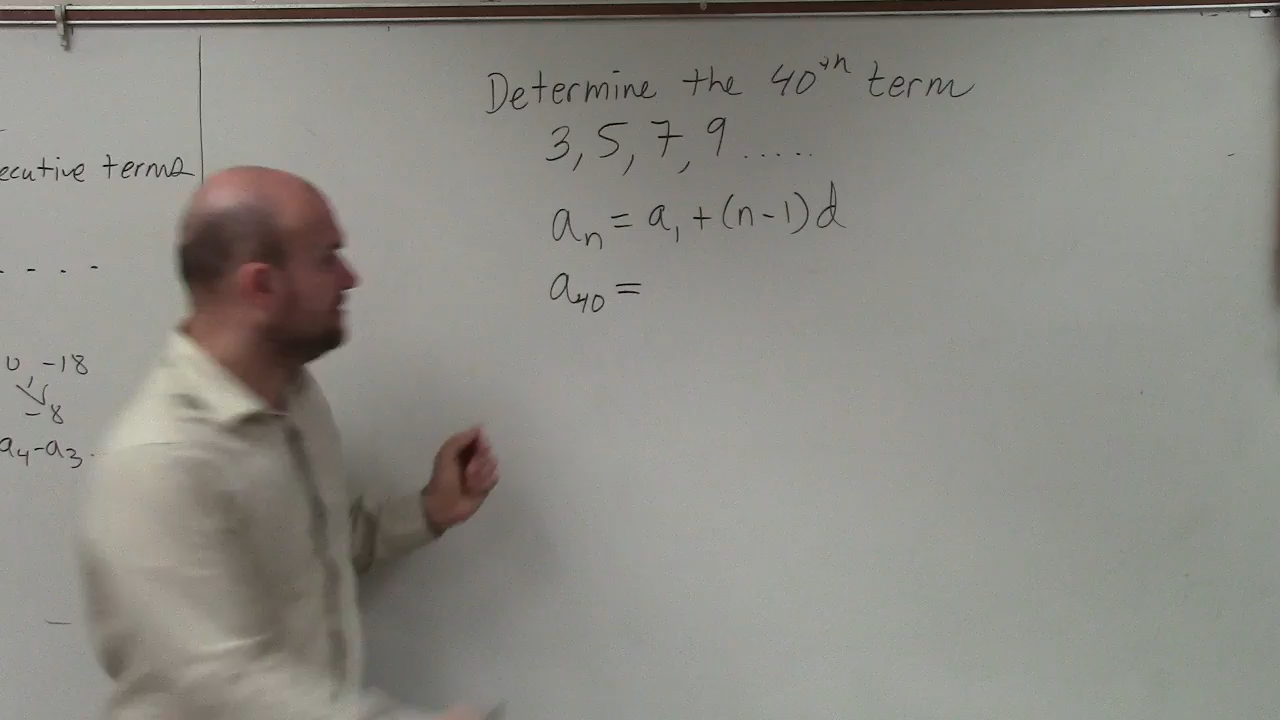 ecutive terms
- - - -
-18
-8
a₄-a₃
Determine the 40th term
3, 5, 7, 9.....
aₙ = a₁ + (n-1)d
a₄₀ =